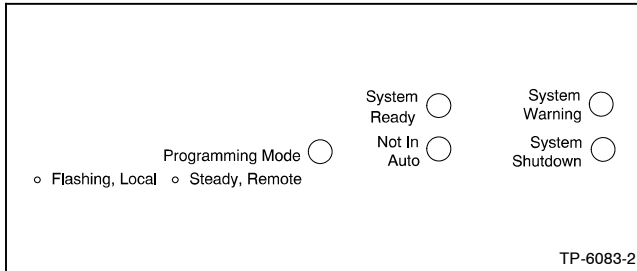 System
Ready
System
Warning
Programming Mode
Not In
Auto
System
Shutdown
◦ Flashing, Local ◦ Steady, Remote
TP-6083-2